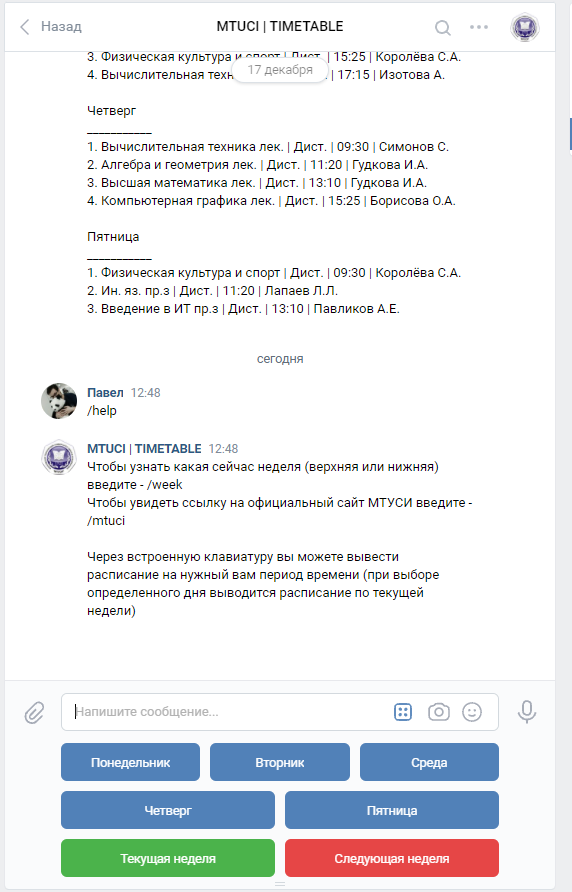 Назад
MTUCI | TIMETABLE
3. Физическая культура и спорт | Дист. | 15:25 | Королёва С.А.
17 декабря
4. Вычислительная техн | 17:15 | Изотова А.
Четверг
___________
1. Вычислительная техника лек. | Дист. | 09:30 | Симонов С.
2. Алгебра и геометрия лек. | Дист. | 11:20 | Гудкова И.А.
3. Высшая математика лек. | Дист. | 13:10 | Гудкова И.А.
4. Компьютерная графика лек. | Дист. | 15:25 | Борисова О.А.
Пятница
___________
1. Физическая культура и спорт | Дист. | 09:30 | Королёва С.А.
2. Ин. яз. пр.з | Дист. | 11:20 | Лапаев Л.Л.
3. Введение в ИТ пр.з | Дист. | 13:10 | Павликов А.Е.
сегодня
Павел 12:48
/help
MTUCI | TIMETABLE 12:48
Чтобы узнать какая сейчас неделя (верхняя или нижняя)
введите - /week
Чтобы увидеть ссылку на официальный сайт МТУСИ введите -
/mtuci
Через встроенную клавиатуру вы можете вывести
расписание на нужный вам период времени (при выборе
определенного дня выводится расписание по текущей
недели)
Напишите сообщение...
Понедельник
Вторник
Среда
Четверг
Пятница
Текущая неделя
Следующая неделя